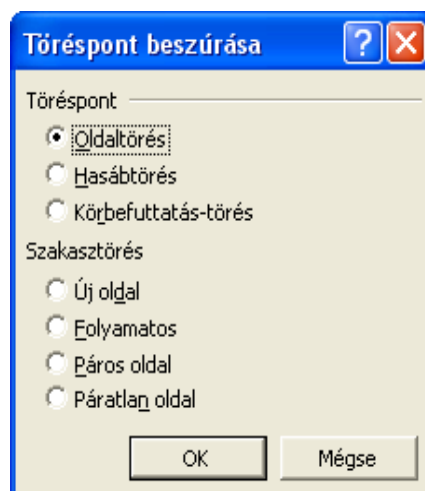 Töréspont beszúrása
Töréspont
Oldaltörés
Hasábtörés
Körbefuttatás-törés
Szakasztörés
Új oldal
Folyamatos
Páros oldal
Páratlan oldal
OK Mégse